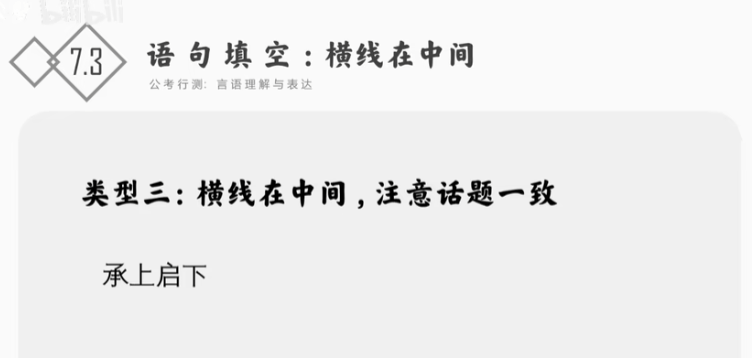 bilibili
7.3
语句填空：横线在中间
公考行测: 言语理解与表达
类型三：横线在中间，注意话题一致
承上启下